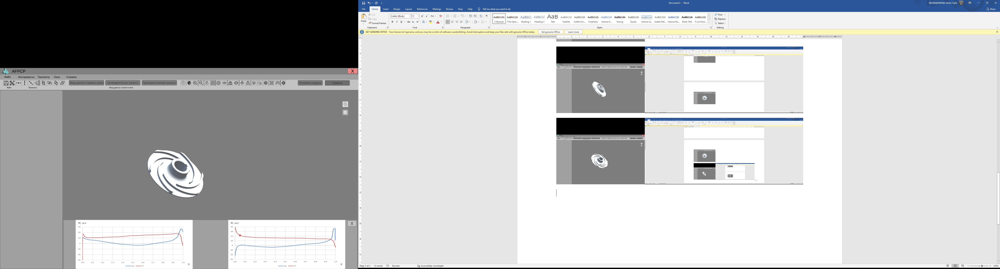 AFPCP
X
Файл Инструменты Просмотр Окно Справка
Ввод данных первого этапа Цилиндрическая лопасть Пространственная лопасть Построить модель Графики
Файл Просмотр Ввод данных второго этапа
X
W, м/с
30
20
10
0
-10
-20
-30
0.0 0.1 0.2 0.3 0.4 0.5 0.6 0.7 0.8 0.9 1.0 X
СД СР
W, м/с
40
30
20
10
0
-10
-20
-30
0.0 0.1 0.2 0.3 0.4 0.5 0.6 0.7 0.8 0.9 1.0 X
СД СР
Document1 - Word
RAZANANIRINA Johan Clark
File Home Insert Design Layout References Mailings Review View Help Tell me what you want to do
Share
Paste
Cut
Copy
Format Painter
Clipboard
Calibri (Body) 11
Font
Paragraph
AaBbCcDc AaBbCcDc AaBbCc AaBbCcC AaB AaBbCcC AaBbCcDc AaBbCcDc AaBbCcDc AaBbCcDc AaBbCcDc AaBbCcDc AABBCCDC AABBCCDC AaBbCcDc AaBbCcDc
¶ Normal ¶ No Spac... Heading 1 Heading 2 Title Subtitle Subtle Em... Emphasis Intense E... Strong Quote Intense Q... Subtle Ref... Intense Re... Book Title ¶ List Para...
Styles
Find
Replace
Select
Editing
GET GENUINE OFFICE Your license isn't genuine, and you may be a victim of software counterfeiting. Avoid interruption and keep your files safe with genuine Office today. Get genuine Office Learn more
Page 2 of 2 12 words Russian Accessibility: Investigate 220%